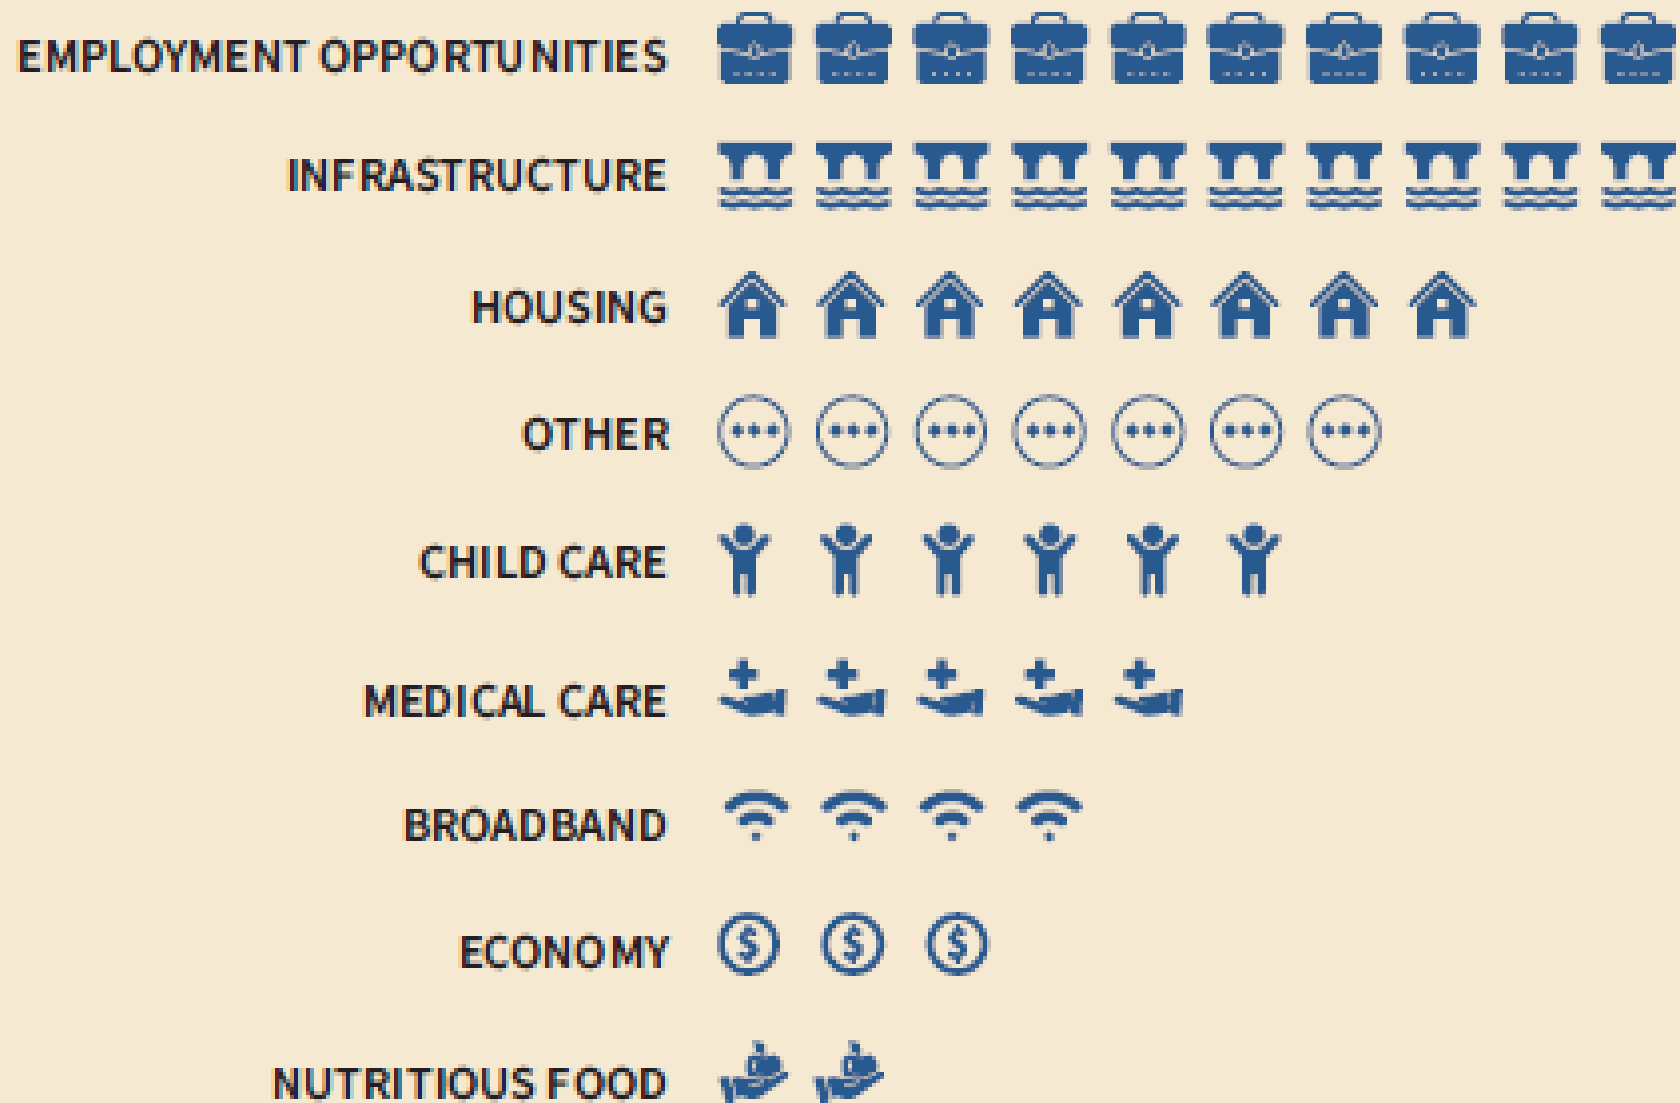 EMPLOYMENT OPPORTUNITIES
INFRASTRUCTURE
HOUSING
OTHER
CHILD CARE
MEDICAL CARE
BROADBAND
ECONOMY
NUTRITIOUS FOOD